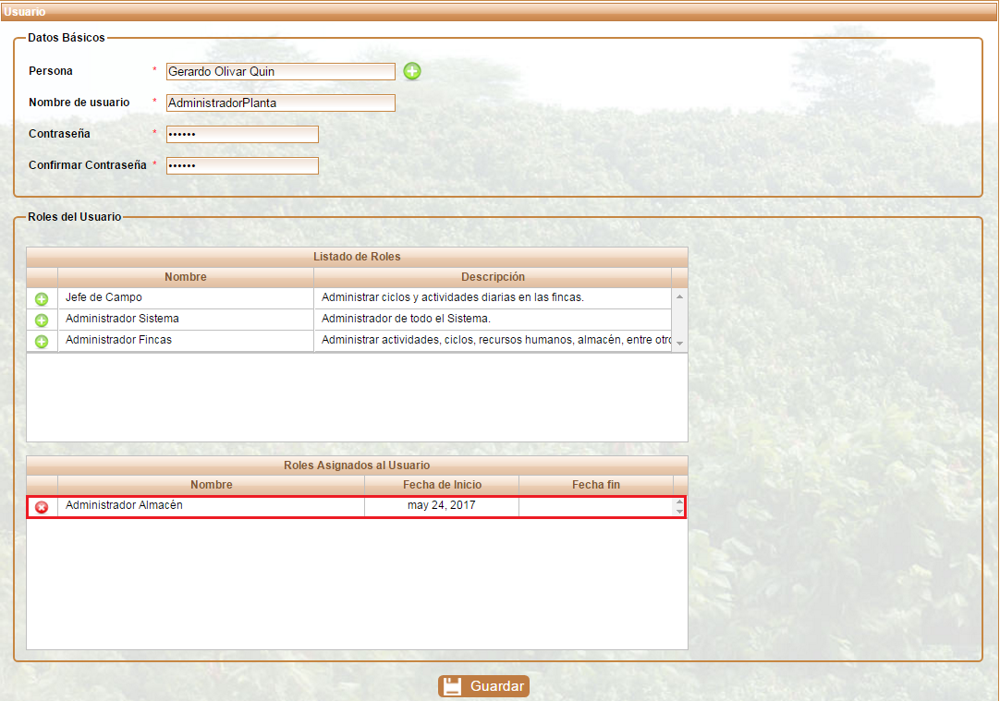 Usuario
Datos Básicos
Persona * Gerardo Olivar Quin
Nombre de usuario * AdministradorPlanta
Contraseña * ••••••
Confirmar Contraseña * ••••••
Roles del Usuario
Listado de Roles
Nombre Descripción
Jefe de Campo Administrar ciclos y actividades diarias en las fincas.
Administrador Sistema Administrador de todo el Sistema.
Administrador Fincas Administrar actividades, ciclos, recursos humanos, almacén, entre otro
Roles Asignados al Usuario
Nombre Fecha de Inicio Fecha fin
Administrador Almacén may 24, 2017
Guardar